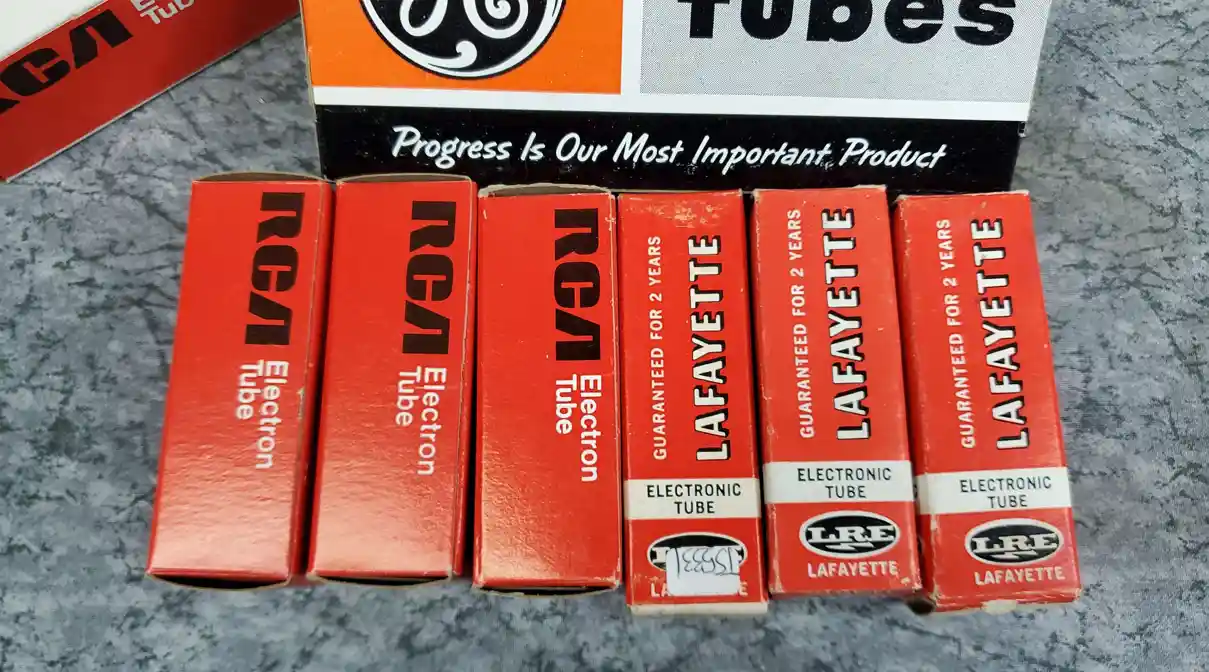 RCA
Tub
Tubes
Progress Is Our Most Important Product
RCA
Electron
Tube
RCA
Electron
Tube
RCA
Electron
Tube
GUARANTEED FOR 2 YEARS
LAFAYETTE
ELECTRONIC
TUBE
GUARANTEED FOR 2 YEARS
LAFAYETTE
ELECTRONIC
TUBE
LRE
LAFAYETTE
GUARANTEED FOR 2 YEARS
LAFAYETTE
ELECTRONIC
TUBE
LRE
LAFAYETTE